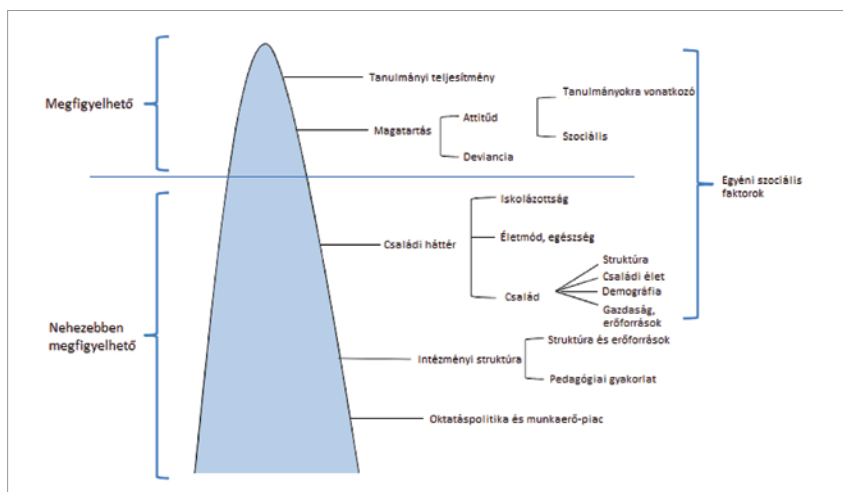 Megfigyelhető
Tanulmányi teljesítmény
Magatartás
Attitűd
Deviancia
Tanulmányokra vonatkozó
Szociális
Egyéni szociális
faktorok
Nehezebben
megfigyelhető
Családi háttér
Iskolázottság
Életmód, egészség
Család
Struktúra
Családi élet
Demográfia
Gazdaság,
erőforrások
Intézményi struktúra
Struktúra és erőforrások
Pedagógiai gyakorlat
Oktatáspolitika és munkaerő-piac